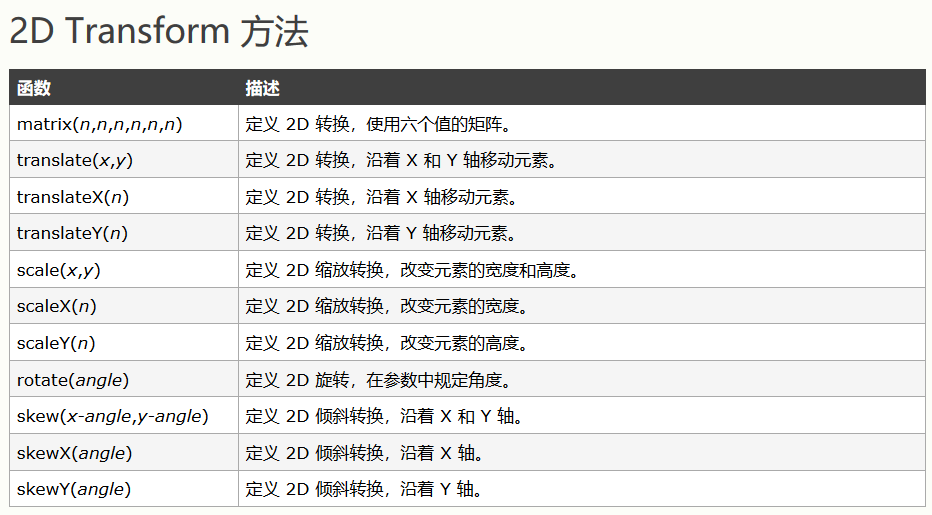 2D Transform 方法
函数 描述
matrix(n,n,n,n,n,n) 定义 2D 转换，使用六个值的矩阵。
translate(x,y) 定义 2D 转换，沿着 X 和 Y 轴移动元素。
translateX(n) 定义 2D 转换，沿着 X 轴移动元素。
translateY(n) 定义 2D 转换，沿着 Y 轴移动元素。
scale(x,y) 定义 2D 缩放转换，改变元素的宽度和高度。
scaleX(n) 定义 2D 缩放转换，改变元素的宽度。
scaleY(n) 定义 2D 缩放转换，改变元素的高度。
rotate(angle) 定义 2D 旋转，在参数中规定角度。
skew(x-angle,y-angle) 定义 2D 倾斜转换，沿着 X 和 Y 轴。
skewX(angle) 定义 2D 倾斜转换，沿着 X 轴。
skewY(angle) 定义 2D 倾斜转换，沿着 Y 轴。